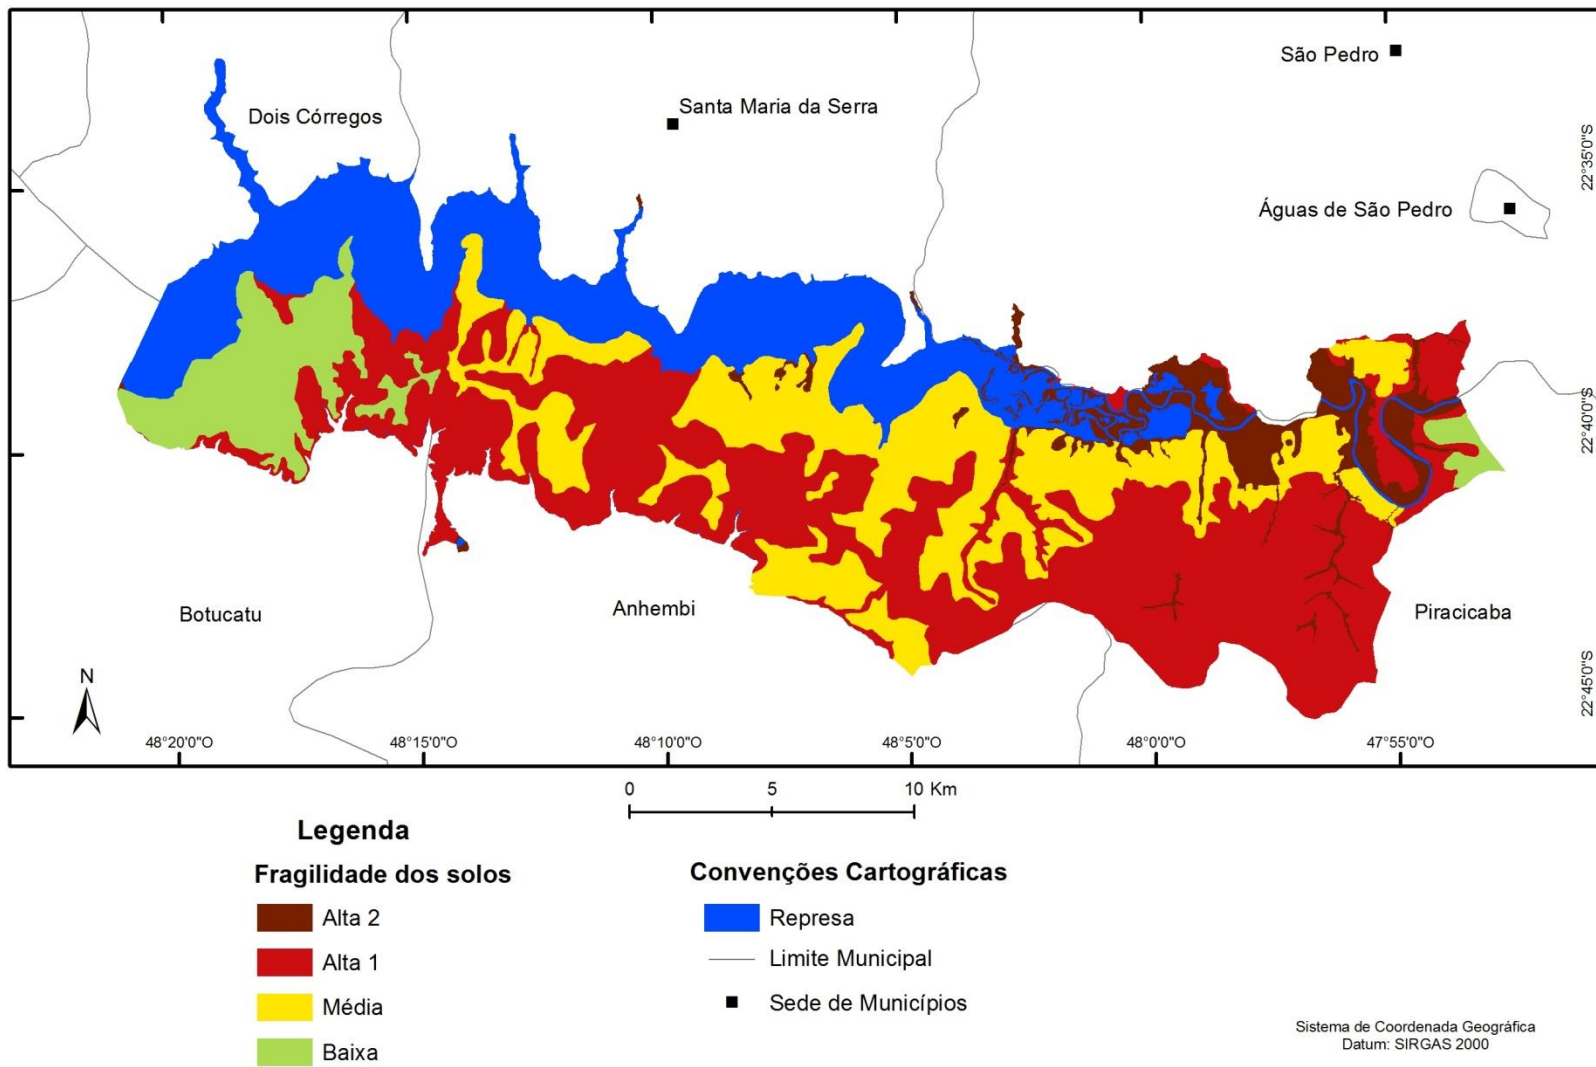 São Pedro
Santa Maria da Serra
Dois Córregos
22°35'0"S
Águas de São Pedro
22°40'0"S
Botucatu
Anhembi
Piracicaba
N
22°45'0"S
48°20'0"O
48°15'0"O
48°10'0"O
48°50'0"O
48°0'0"O
47°55'0"O
0 5 10 Km
Legenda
Fragilidade dos solos
Alta 2
Alta 1
Média
Baixa
Convenções Cartográficas
Represa
Limite Municipal
Sede de Municípios
Sistema de Coordenada Geográfica
Datum: SIRGAS 2000